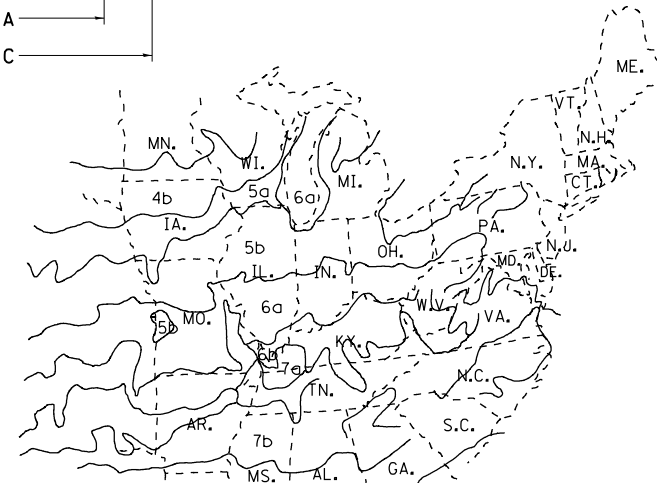 A
C
ME.
VT.
MN.
N.H.
WI.
N.Y.
MA.
MI.
CT.
4b
5a
6a
IA.
PA.
5b
OH.
N.J.
MD.
IL.
IN.
DE.
6a
W.V.
MO.
VA.
5b
KY.
6b
7a
N.C.
TN.
AR.
S.C.
7b
MS.
AL.
GA.